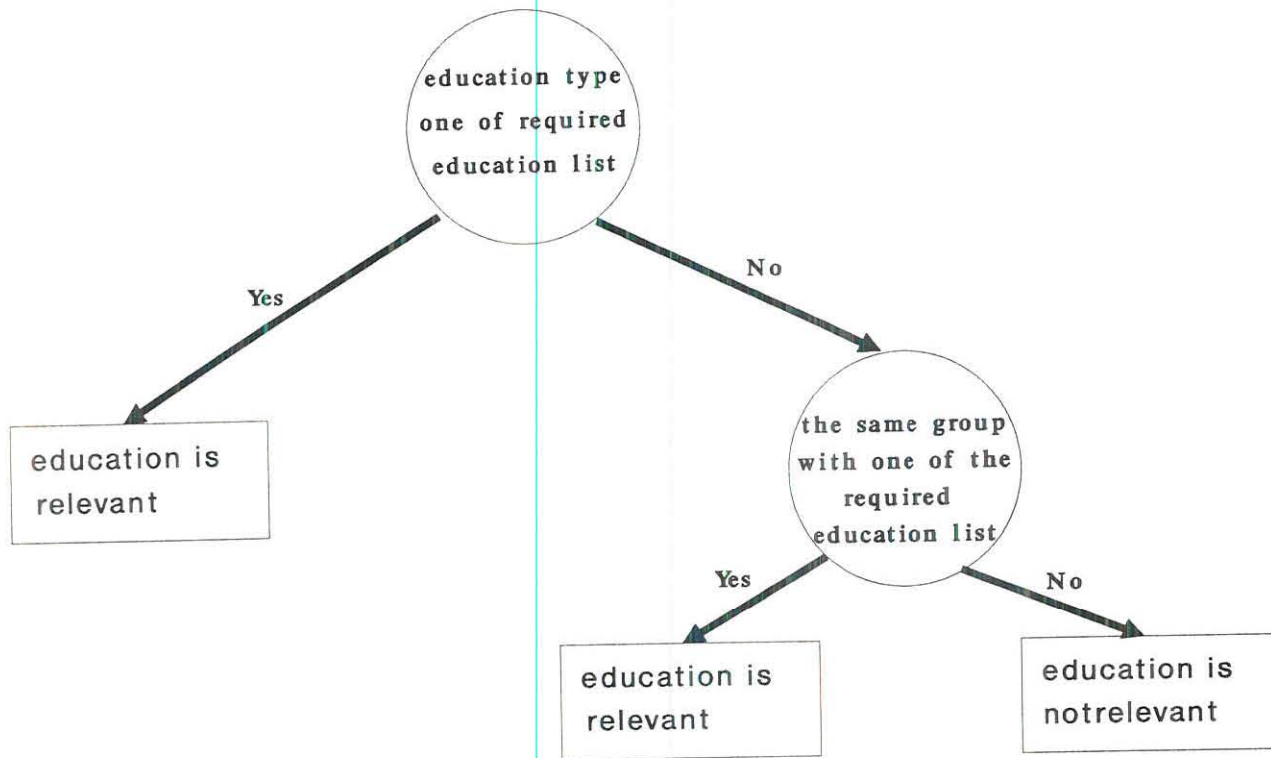 education type
one of required
education list
Yes
No
education is
relevant
the same group
with one of the
required
education list
Yes
No
education is
relevant
education is
notrelevant